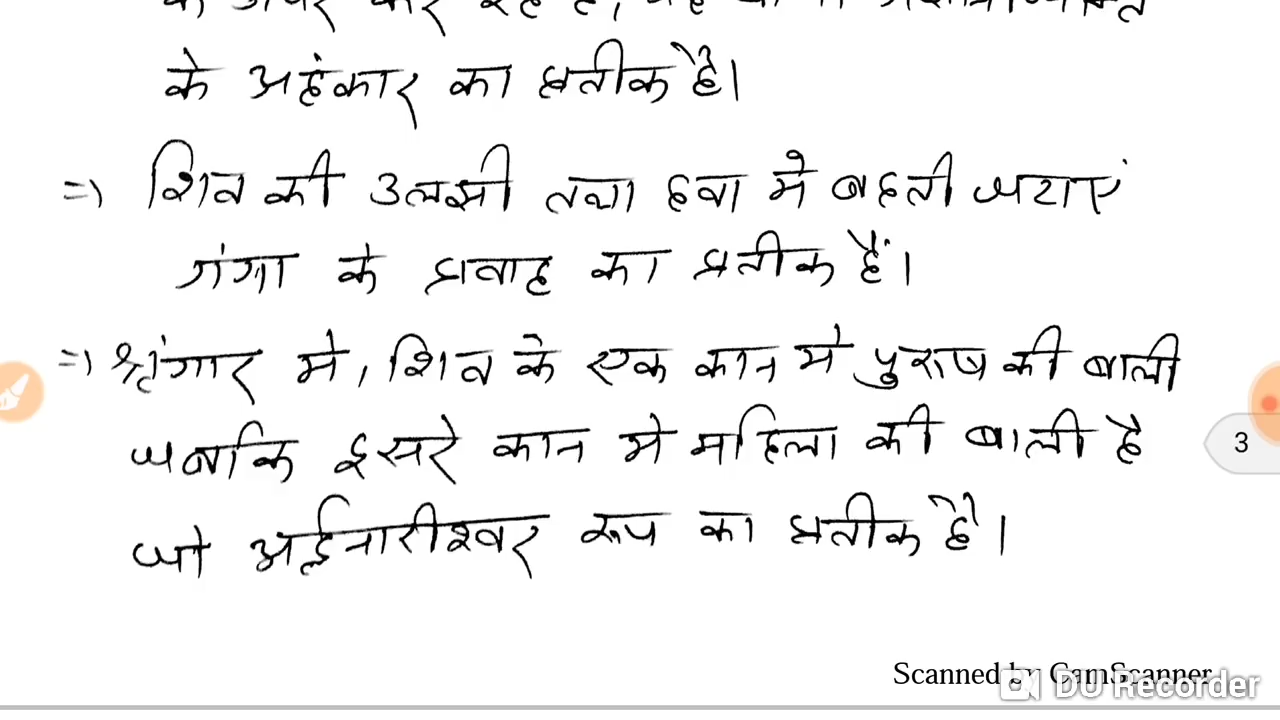 के अहंकार का प्रतीक है।
=> शिव की उलझी तथा हवा मे बहती जटाएं
गंगा के प्रवाह का प्रतीक हैं।
=> श्रृंगार मे, शिव के एक कान मे पुरुष की बाली
जबकि दूसरे कान मे महिला की बाली है
जो अर्द्धनारीश्वर रूप का प्रतीक है।
3
Scanned by CamScanner
DU Recorder